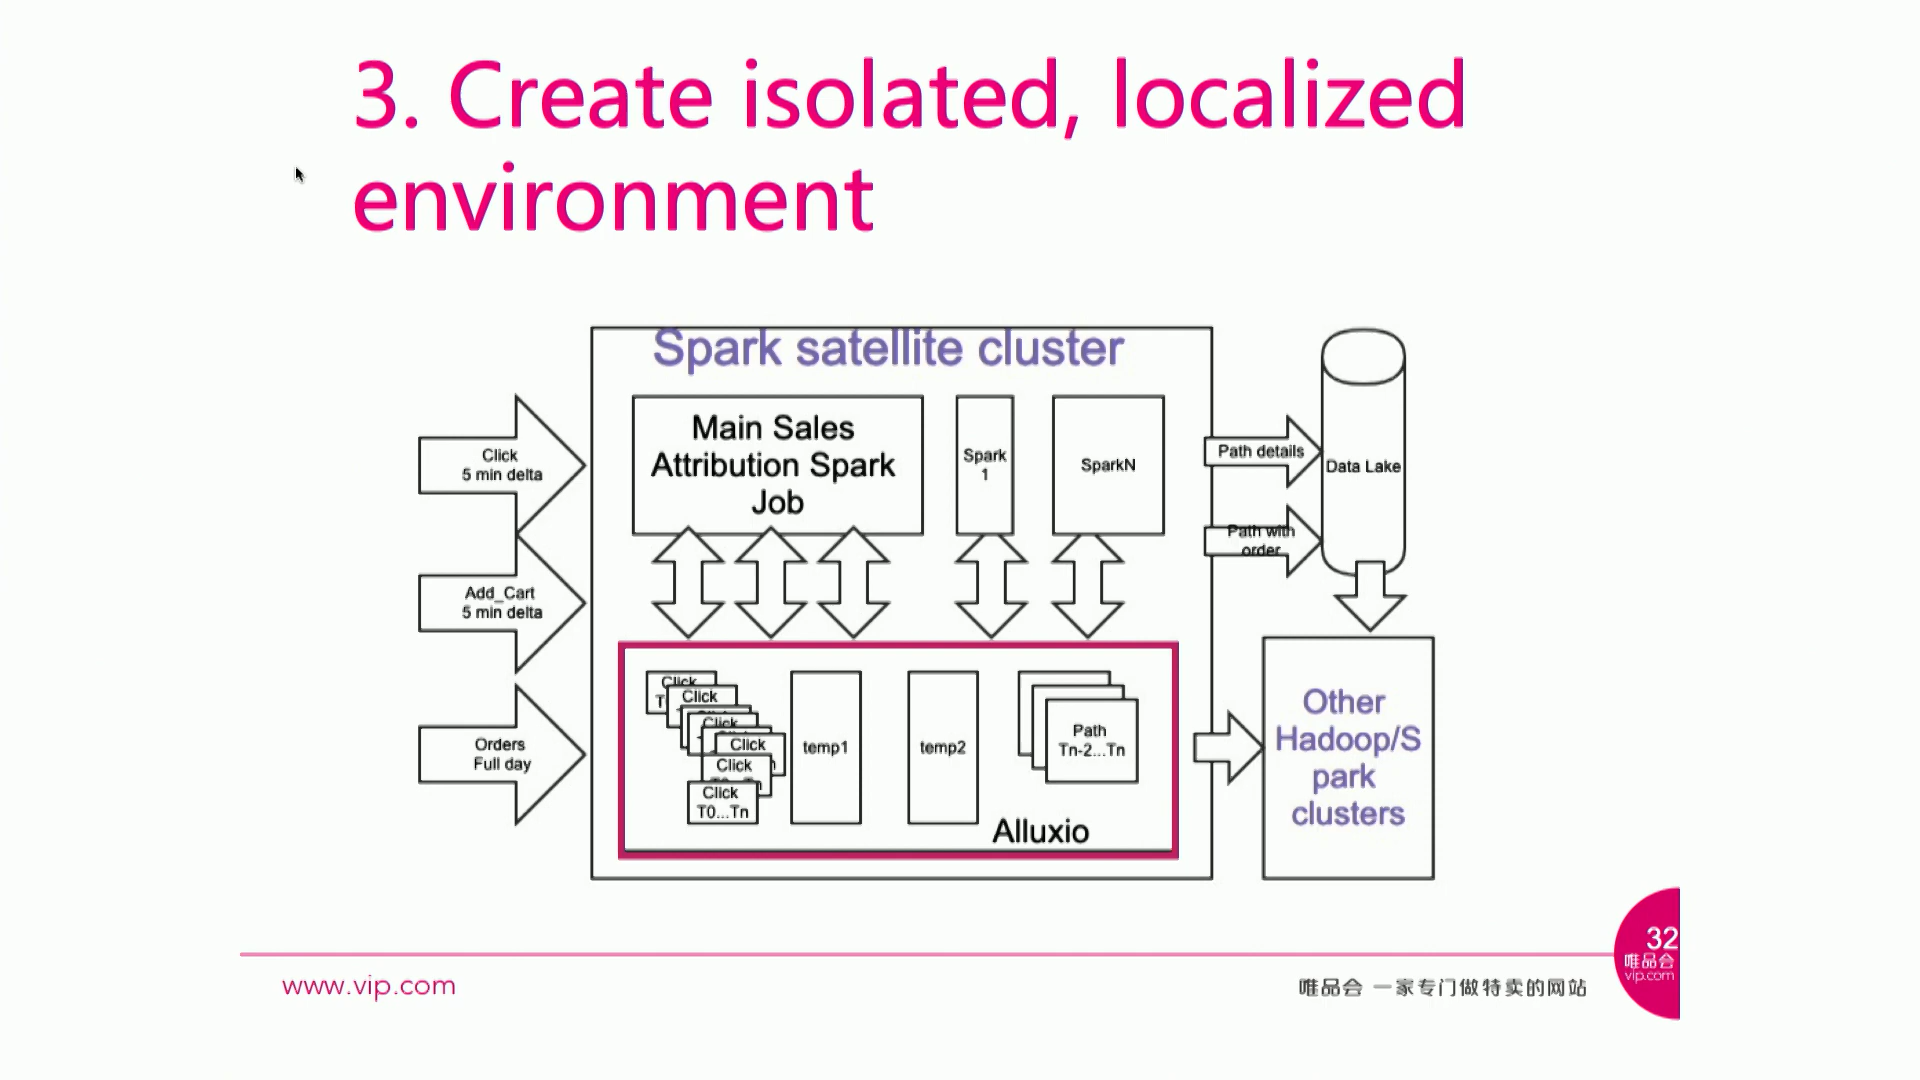 3. Create isolated, localized
environment
Spark satellite cluster
Main Sales
Attribution Spark
Job
Spark
1
SparkN
Click
5 min delta
Add_Cart
5 min delta
Orders
Full day
Path details
Path with
order
Data Lake
Click
Click
Click
Click
Click
Click
T0...Tn
temp1
temp2
Path
Tn-2...Tn
Alluxio
Other
Hadoop/S
park
clusters
32
唯品会
vip.com
www.vip.com
唯品会 一家专门做特卖的网站